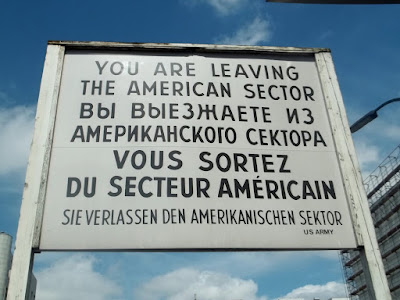 YOU ARE LEAVING
THE AMERICAN SECTOR
ВЫ ВЫЕЗЖАЕТЕ ИЗ
АМЕРИКАНСКОГО СЕКТОРА
VOUS SORTEZ
DU SECTEUR AMÉRICAIN
SIE VERLASSEN DEN AMERIKANISCHEN SEKTOR
US ARMY